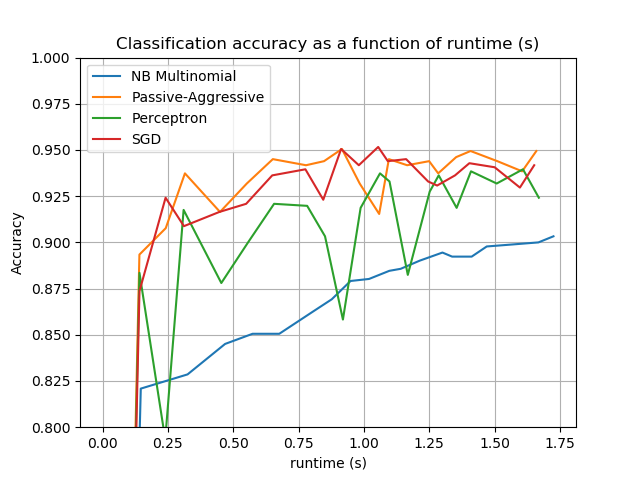 Classification accuracy as a function of runtime (s)
1.000
0.975
0.950
0.925
0.900
0.875
0.850
0.825
0.800
Accuracy
NB Multinomial
Passive-Aggressive
Perceptron
SGD
0.00 0.25 0.50 0.75 1.00 1.25 1.50 1.75
runtime (s)